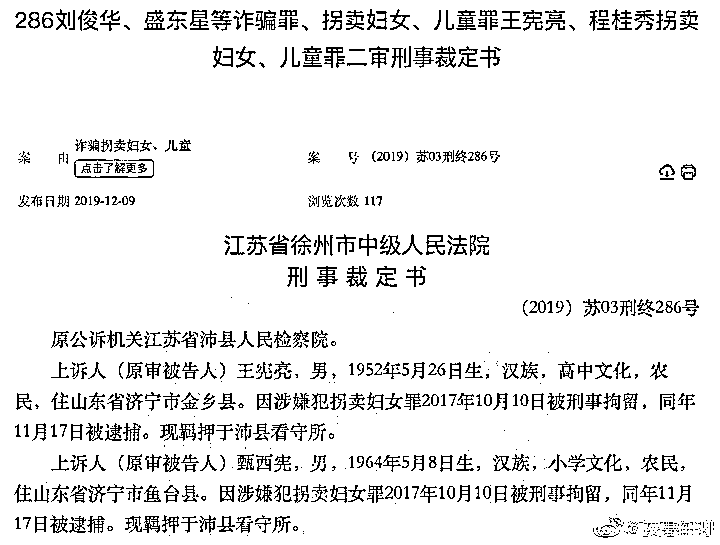 286刘俊华、盛东星等诈骗罪、拐卖妇女、儿童罪王宪亮、程桂秀拐卖
妇女、儿童罪二审刑事裁定书
案 由 诈骗拐卖妇女、儿童 案 号 (2019)苏03刑终286号
点击了解更多
发布日期 2019-12-09 浏览次数 117
江苏省徐州市中级人民法院
刑 事 裁 定 书
(2019)苏03刑终286号
原公诉机关江苏省沛县人民检察院。
上诉人(原审被告人)王宪亮,男,1952年5月26日生,汉族,高中文化,农
民,住山东省济宁市金乡县。因涉嫌犯拐卖妇女罪2017年10月10日被刑事拘留,同年
11月17日被逮捕。现羁押于沛县看守所。
上诉人(原审被告人)甄西宪,男,1964年5月8日生,汉族,小学文化,农民,
住山东省济宁市鱼台县。因涉嫌犯拐卖妇女罪2017年10月10日被刑事拘留,同年11月
17日被逮捕。现羁押于沛县看守所。